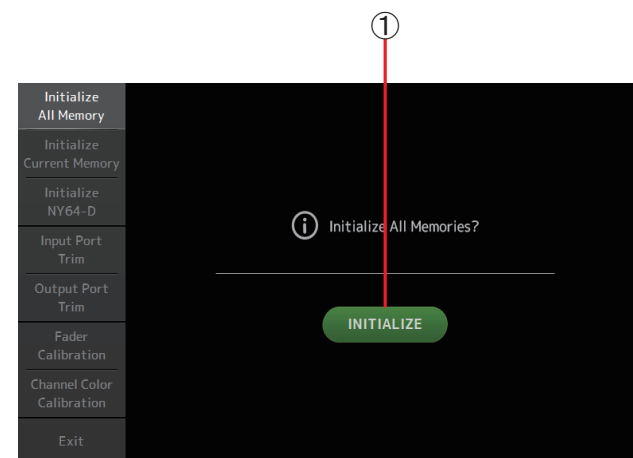 ①
Initialize
All Memory
Initialize
Current Memory
Initialize
NY64-D
Input Port
Trim
Output Port
Trim
Fader
Calibration
Channel Color
Calibration
Exit
Initialize All Memories?
INITIALIZE